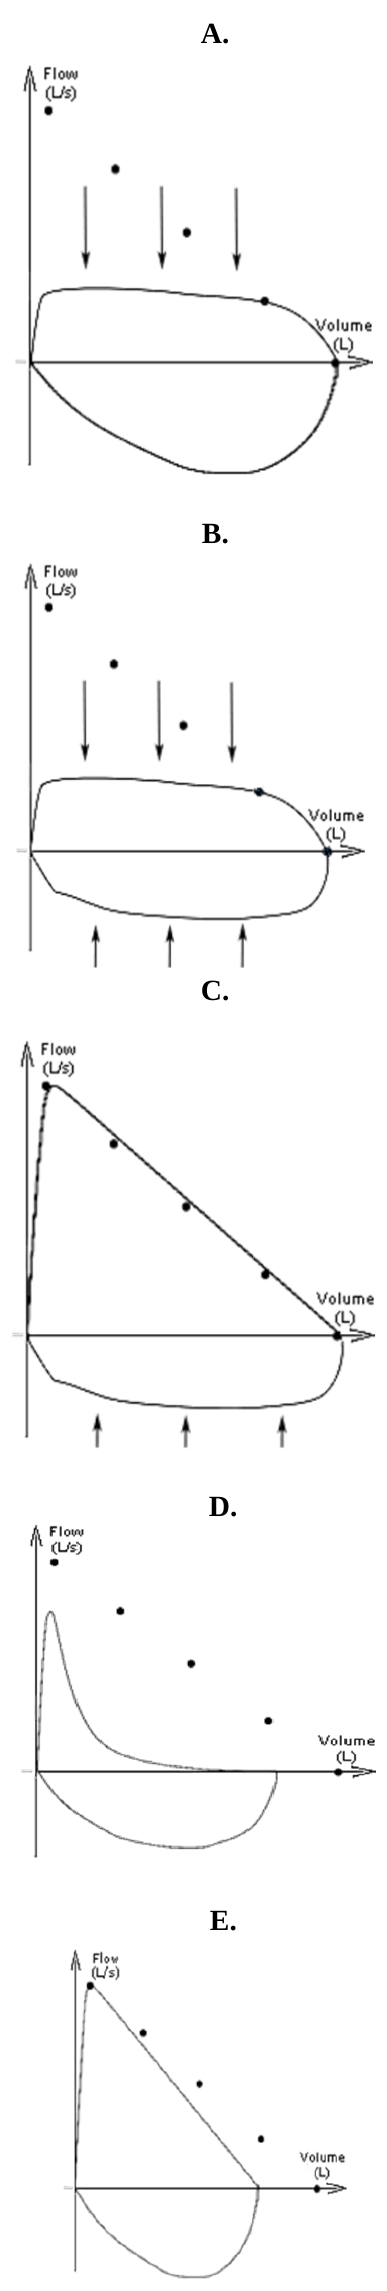 A.
Flow
(L/s)
Volume
(L)
B.
Flow
(L/s)
Volume
(L)
C.
Flow
(L/s)
Volume
(L)
D.
Flow
(L/s)
Volume
(L)
E.
Flow
(L/s)
Volume
(L)